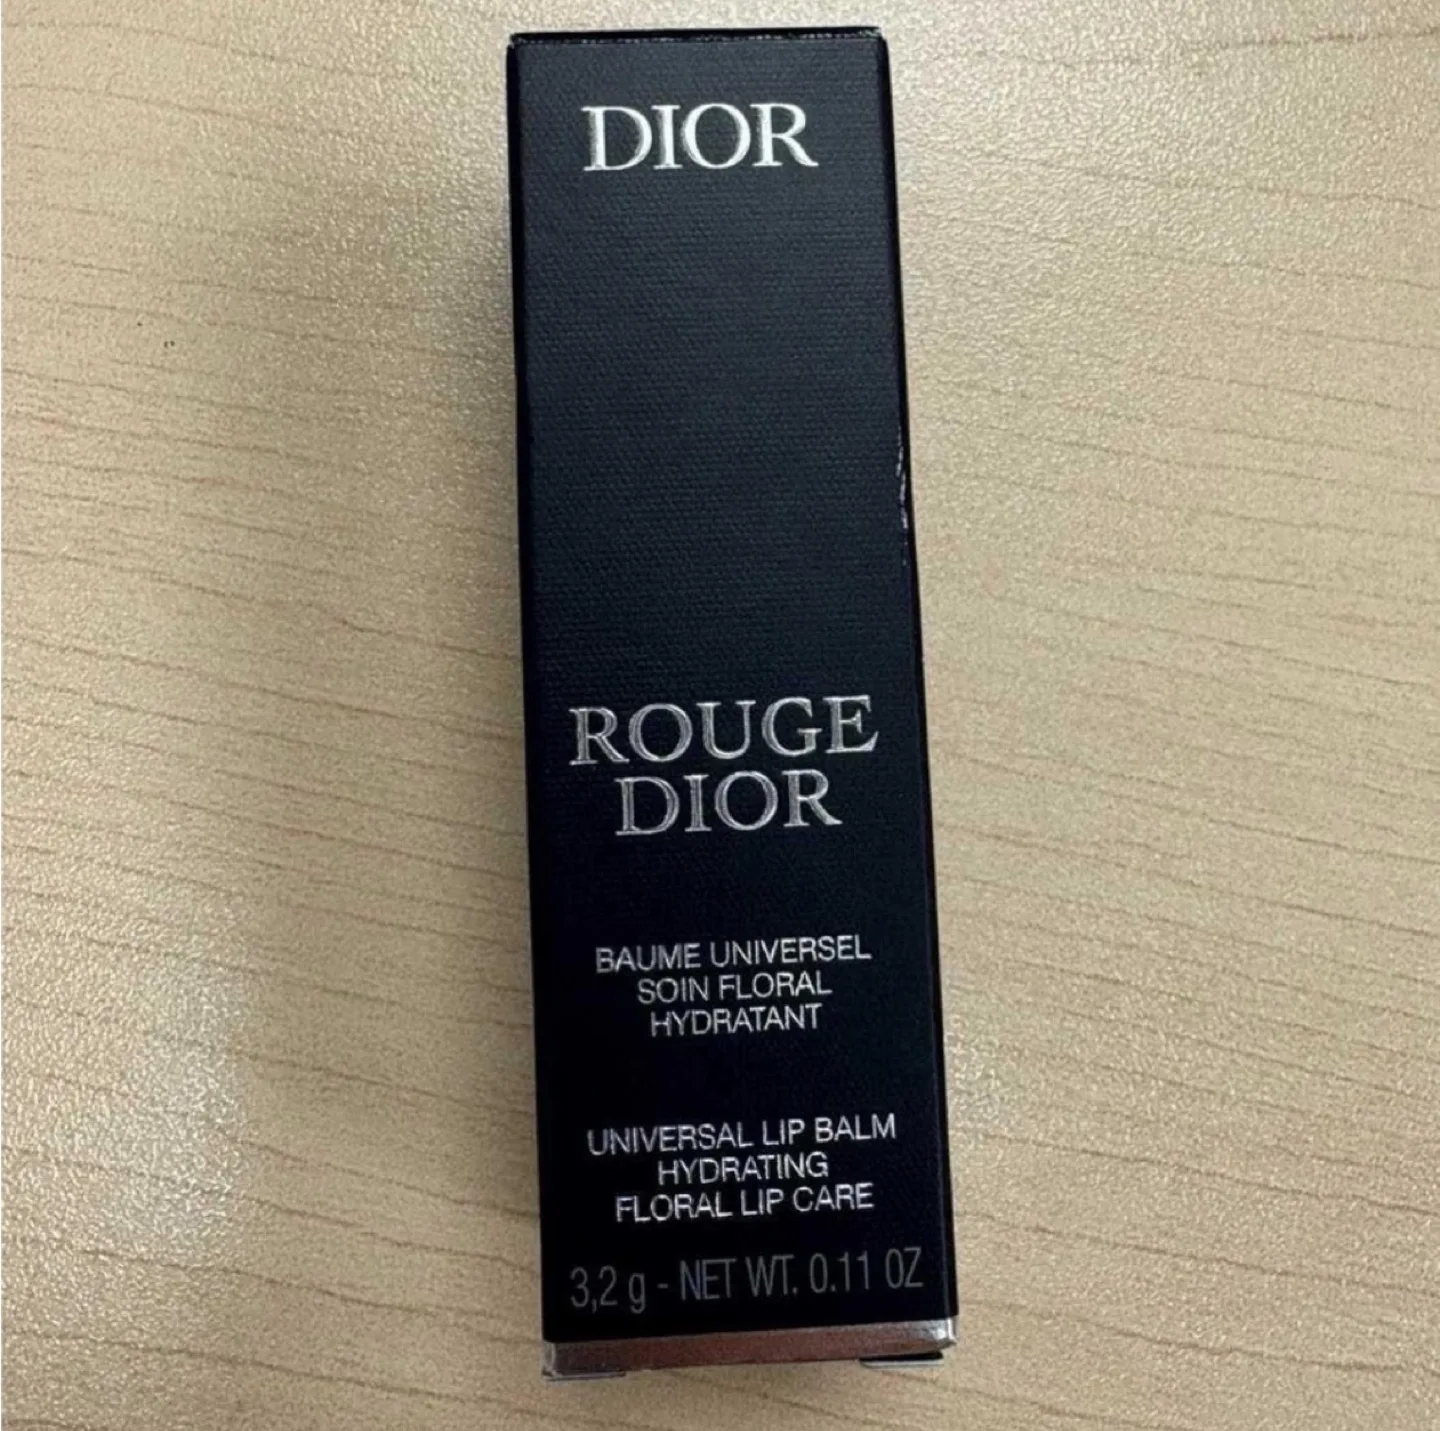 DIOR
ROUGE
DIOR
BAUME UNIVERSEL
SOIN FLORAL
HYDRATANT
UNIVERSAL LIP BALM
HYDRATING
FLORAL LIP CARE
3,2 g - NET WT. 0.11 OZ